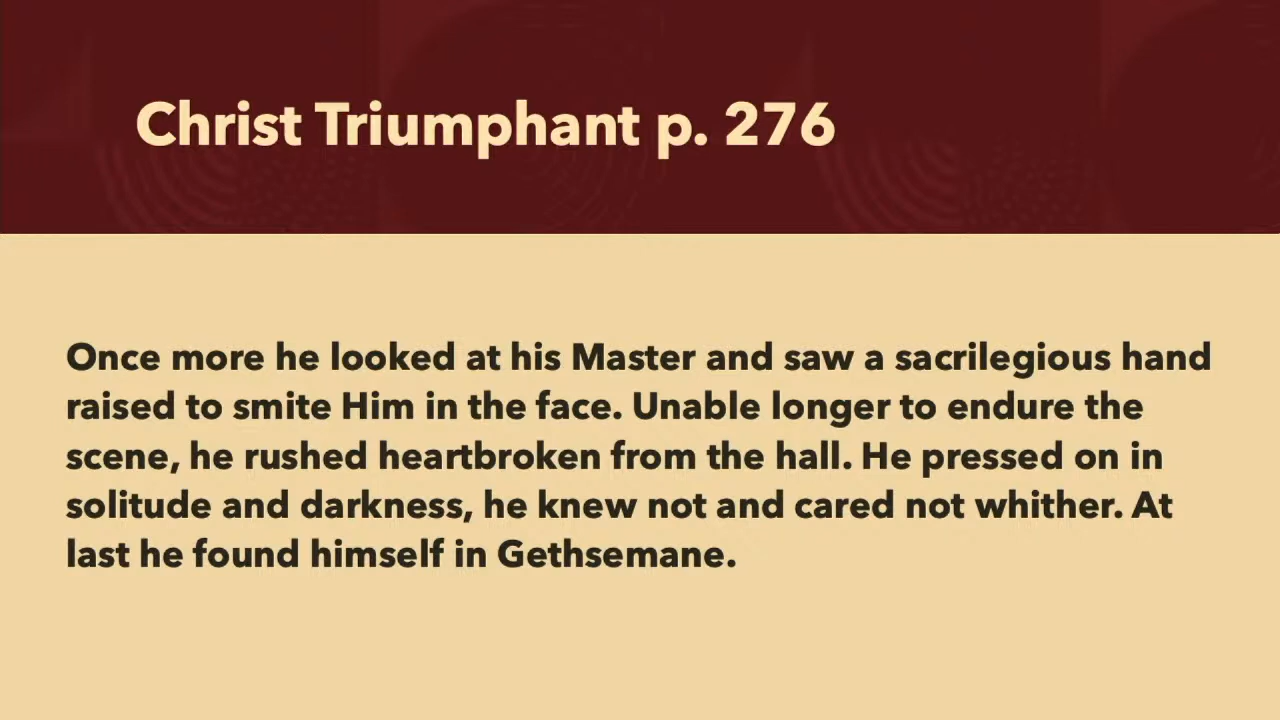 Christ Triumphant p. 276
Once more he looked at his Master and saw a sacrilegious hand
raised to smite Him in the face. Unable longer to endure the
scene, he rushed heartbroken from the hall. He pressed on in
solitude and darkness, he knew not and cared not whither. At
last he found himself in Gethsemane.